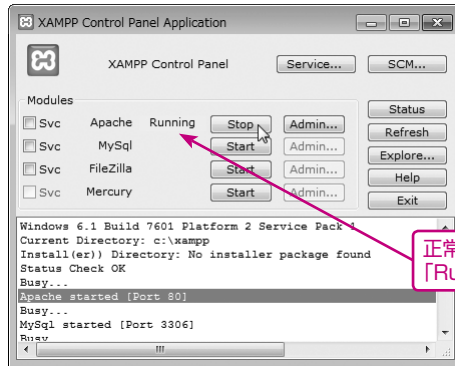 XAMPP Control Panel Application
XAMPP Control Panel
Service...
SCM...
Modules
Svc Apache Running Stop Admin...
Svc MySql Start Admin...
Svc FileZilla Start Admin...
Svc Mercury Start Admin...
Status
Refresh
Explore...
Help
Exit
Windows 6.1 Build 7601 Platform 2 Service Pack 1
Current Directory: c:\xampp
Install(er)) Directory: No installer package found
Status Check OK
Busy...
Apache started [Port 80]
Busy...
MySql started [Port 3306]
Busy
正常
「Ru